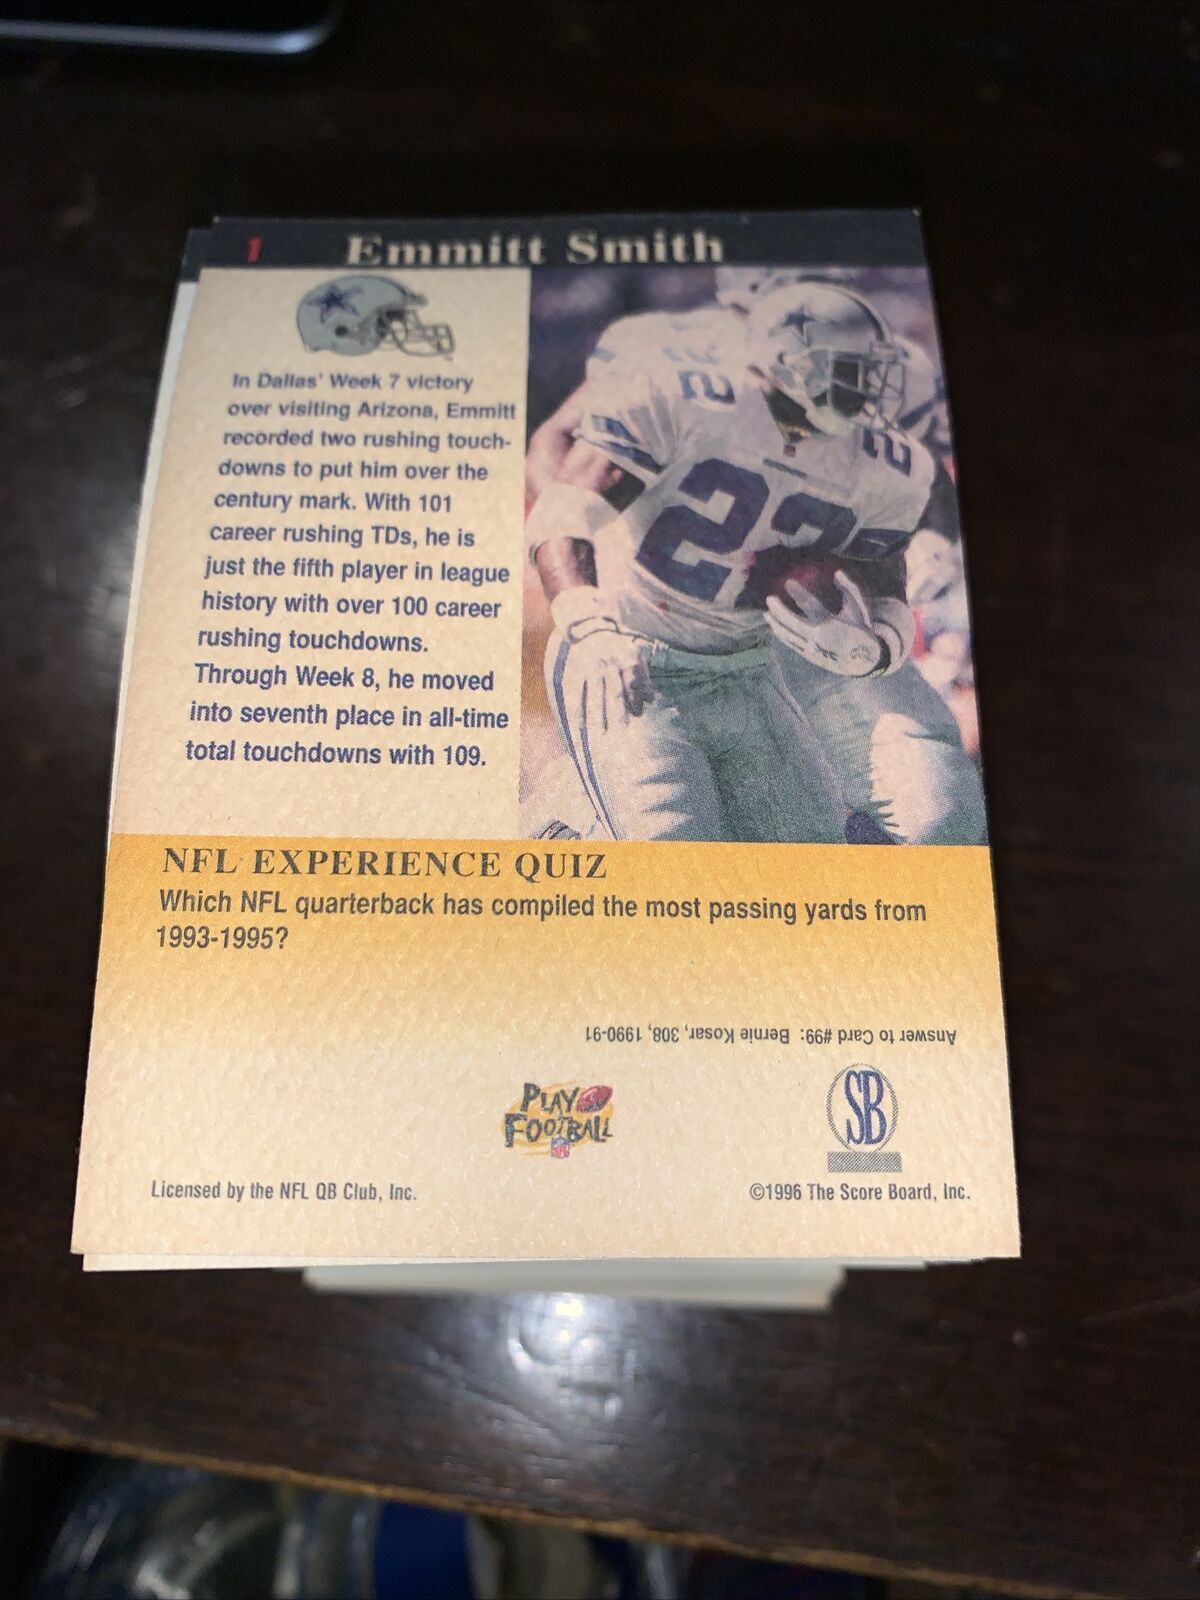 1 Emmitt Smith
In Dallas' Week 7 victory
over visiting Arizona, Emmitt
recorded two rushing touch-
downs to put him over the
century mark. With 101
career rushing TDs, he is
just the fifth player in league
history with over 100 career
rushing touchdowns.
Through Week 8, he moved
into seventh place in all-time
total touchdowns with 109.
22
22
22
NFL EXPERIENCE QUIZ
Which NFL quarterback has compiled the most passing yards from
1993-1995?
Answer to Card #99: Bernie Kosar, 308, 1990-91
PLAY
FOOTBALL
NFL
SB
Licensed by the NFL QB Club, Inc.
©1996 The Score Board, Inc.